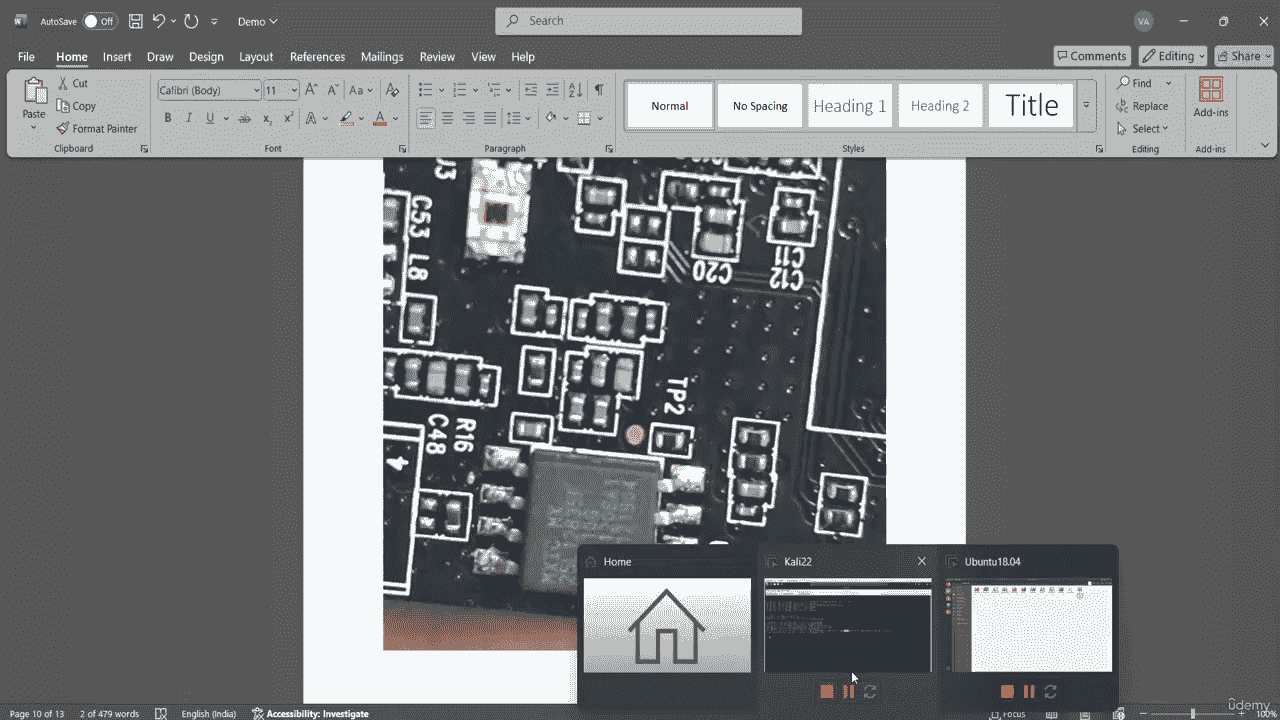 AutoSave Off Demo Search VA
File Home Insert Draw Design Layout References Mailings Review View Help Comments Editing Share
Paste Cut Copy Format Painter
Calibri (Body) 11 Aa
Normal No Spacing Heading 1 Heading 2 Title
Find Replace Select Add-ins
Clipboard Font Paragraph Styles Editing Add-ins
C53
L8
C20
C11
C12
TP2
C48
R16
Home Kali22 Ubuntu18.04
Page 10 of 13 2 of 479 words English (India) Accessibility: Investigate Focus 100%
Udemy